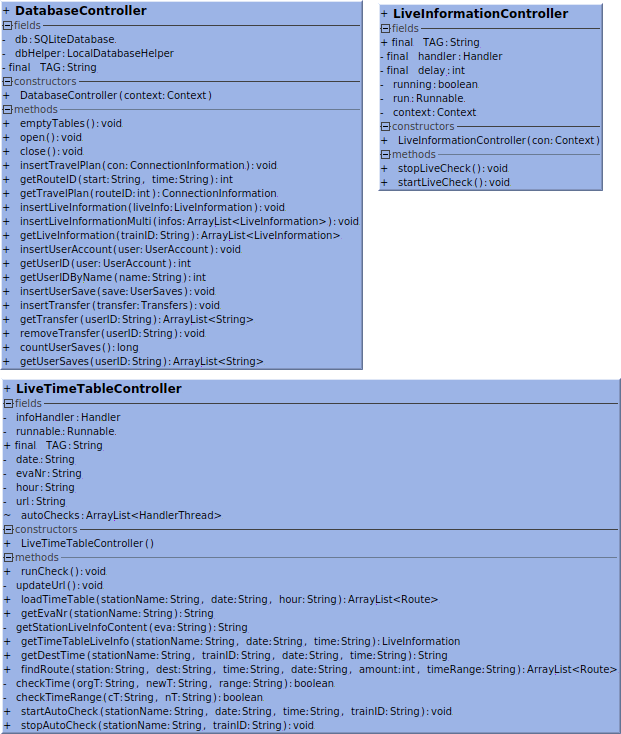 + DatabaseController
fields
- db:SQLiteDatabase
- dbHelper:LocalDatabaseHelper
- final TAG:String
constructors
+ DatabaseController(context:Context)
methods
+ emptyTables():void
+ open():void
+ close():void
+ insertTravelPlan(con:ConnectionInformation):void
+ getRouteID(start:String, time:String):int
+ getTravelPlan(routeID:int):ConnectionInformation
+ insertLiveInformation(liveInfo:LiveInformation):void
+ insertLiveInformationMulti(infos:ArrayList<LiveInformation>):void
+ getLiveInformation(trainID:String):ArrayList<LiveInformation>
+ insertUserAccount(user:UserAccount):void
+ getUserID(user:UserAccount):int
+ getUserIDByName(name:String):int
+ insertUserSave(save:UserSaves):void
+ insertTransfer(transfer:Transfers):void
+ getTransfer(userID:String):ArrayList<String>
+ removeTransfer(userID:String):void
+ countUserSaves():long
+ getUserSaves(userID:String):ArrayList<String>
+ LiveInformationController
fields
+ final TAG:String
- final handler:Handler
- final delay:int
- running:boolean
- run:Runnable
- context:Context
constructors
+ LiveInformationController(con:Context)
methods
+ stopLiveCheck():void
+ startLiveCheck():void
+ LiveTimeTableController
fields
- infoHandler:Handler
- runnable:Runnable
+ final TAG:String
- date:String
- evaNr:String
- hour:String
- url:String
~ autoChecks:ArrayList<HandlerThread>
constructors
+ LiveTimeTableController()
methods
+ runCheck():void
- updateUrl():void
+ loadTimeTable(stationName:String, date:String, hour:String):ArrayList<Route>
+ getEvaNr(stationName:String):String
- getStationLiveInfoContent(eva:String):String
+ getTimeTableLiveInfo(stationName:String, date:String, time:String):LiveInformation
+ getDestTime(stationName:String, trainID:String, date:String, time:String):String
+ findRoute(station:String, dest:String, time:String, date:String, amount:int, timeRange:String):ArrayList<Route>
- checkTime(orgT:String, newT:String, range:String):boolean
- checkTimeRange(cT:String, nT:String):boolean
+ startAutoCheck(stationName:String, date:String, time:String, trainID:String):void
+ stopAutoCheck(stationName:String, trainID:String):void